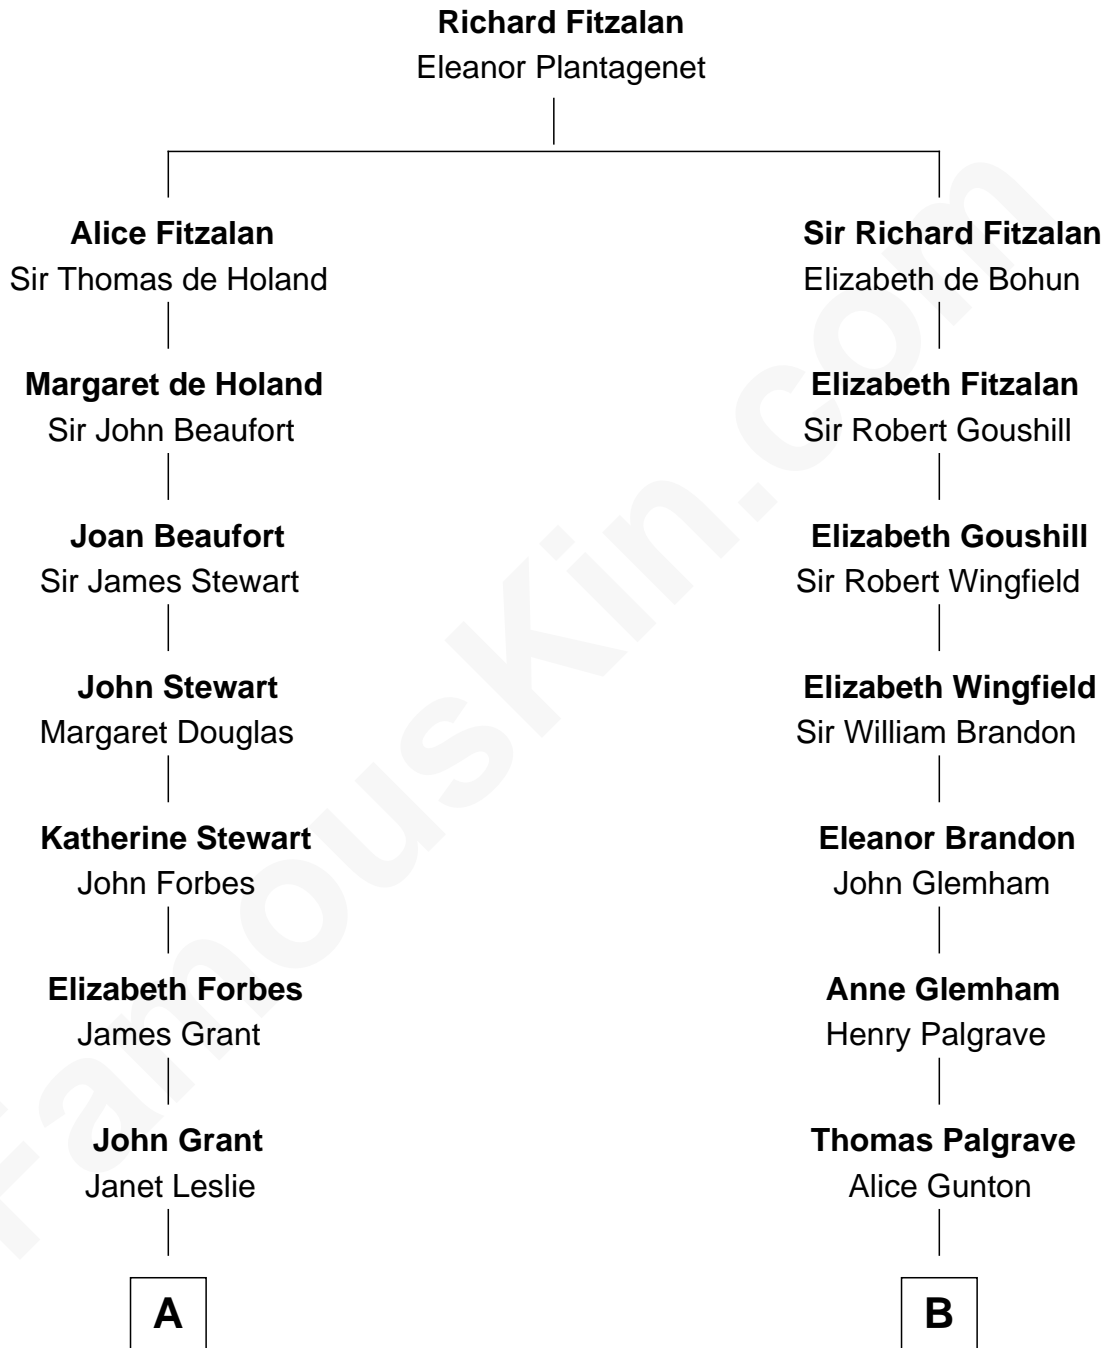 Richard Fitzalan
Eleanor Plantagenet
Alice Fitzalan
Sir Thomas de Holand
Margaret de Holand
Sir John Beaufort
Joan Beaufort
Sir James Stewart
John Stewart
Margaret Douglas
Katherine Stewart
John Forbes
Elizabeth Forbes
James Grant
John Grant
Janet Leslie
A
Sir Richard Fitzalan
Elizabeth de Bohun
Elizabeth Fitzalan
Sir Robert Goushill
Elizabeth Goushill
Sir Robert Wingfield
Elizabeth Wingfield
Sir William Brandon
Eleanor Brandon
John Glemham
Anne Glemham
Henry Palgrave
Thomas Palgrave
Alice Gunton
B
FamousKin.com